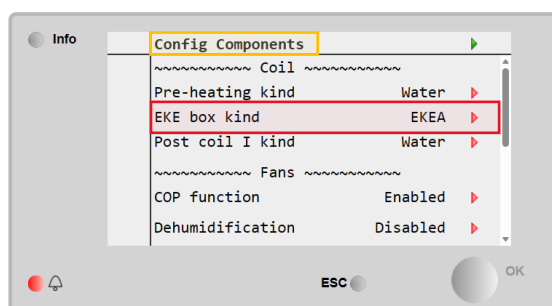 Info
Config Components
~~~~~~~~~~~ Coil ~~~~~~~~~~~
Pre-heating kind Water
EKE box kind EKEA
Post coil I kind Water
~~~~~~~~~~~ Fans ~~~~~~~~~~~
COP function Enabled
Dehumidification Disabled
ESC
OK